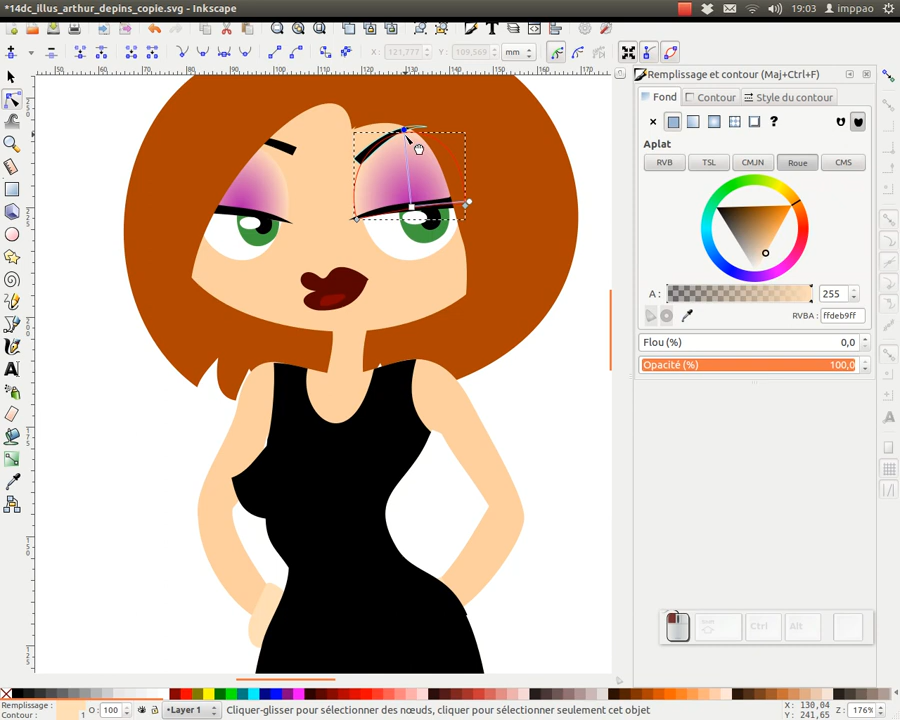 *14dc_illus_arthur_depins_copie.svg - Inkscape
19:03 imppao
X: 121,777 Y: 109,569 mm
Remplissage et contour (Maj+Ctrl+F)
Fond Contour Style du contour
?
Aplat
RVB TSL CMJN Roue CMS
A: 255
RVBA : ffdeb9ff
Flou (%) 0,0
Opacité (%) 100,0
Ctrl Alt
Remplissage : O: 100 Layer 1 Cliquer-glisser pour sélectionner des nœuds, cliquer pour sélectionner seulement cet objet X: 130,04 Z: 176%
Contour : 1 Y: 241,65